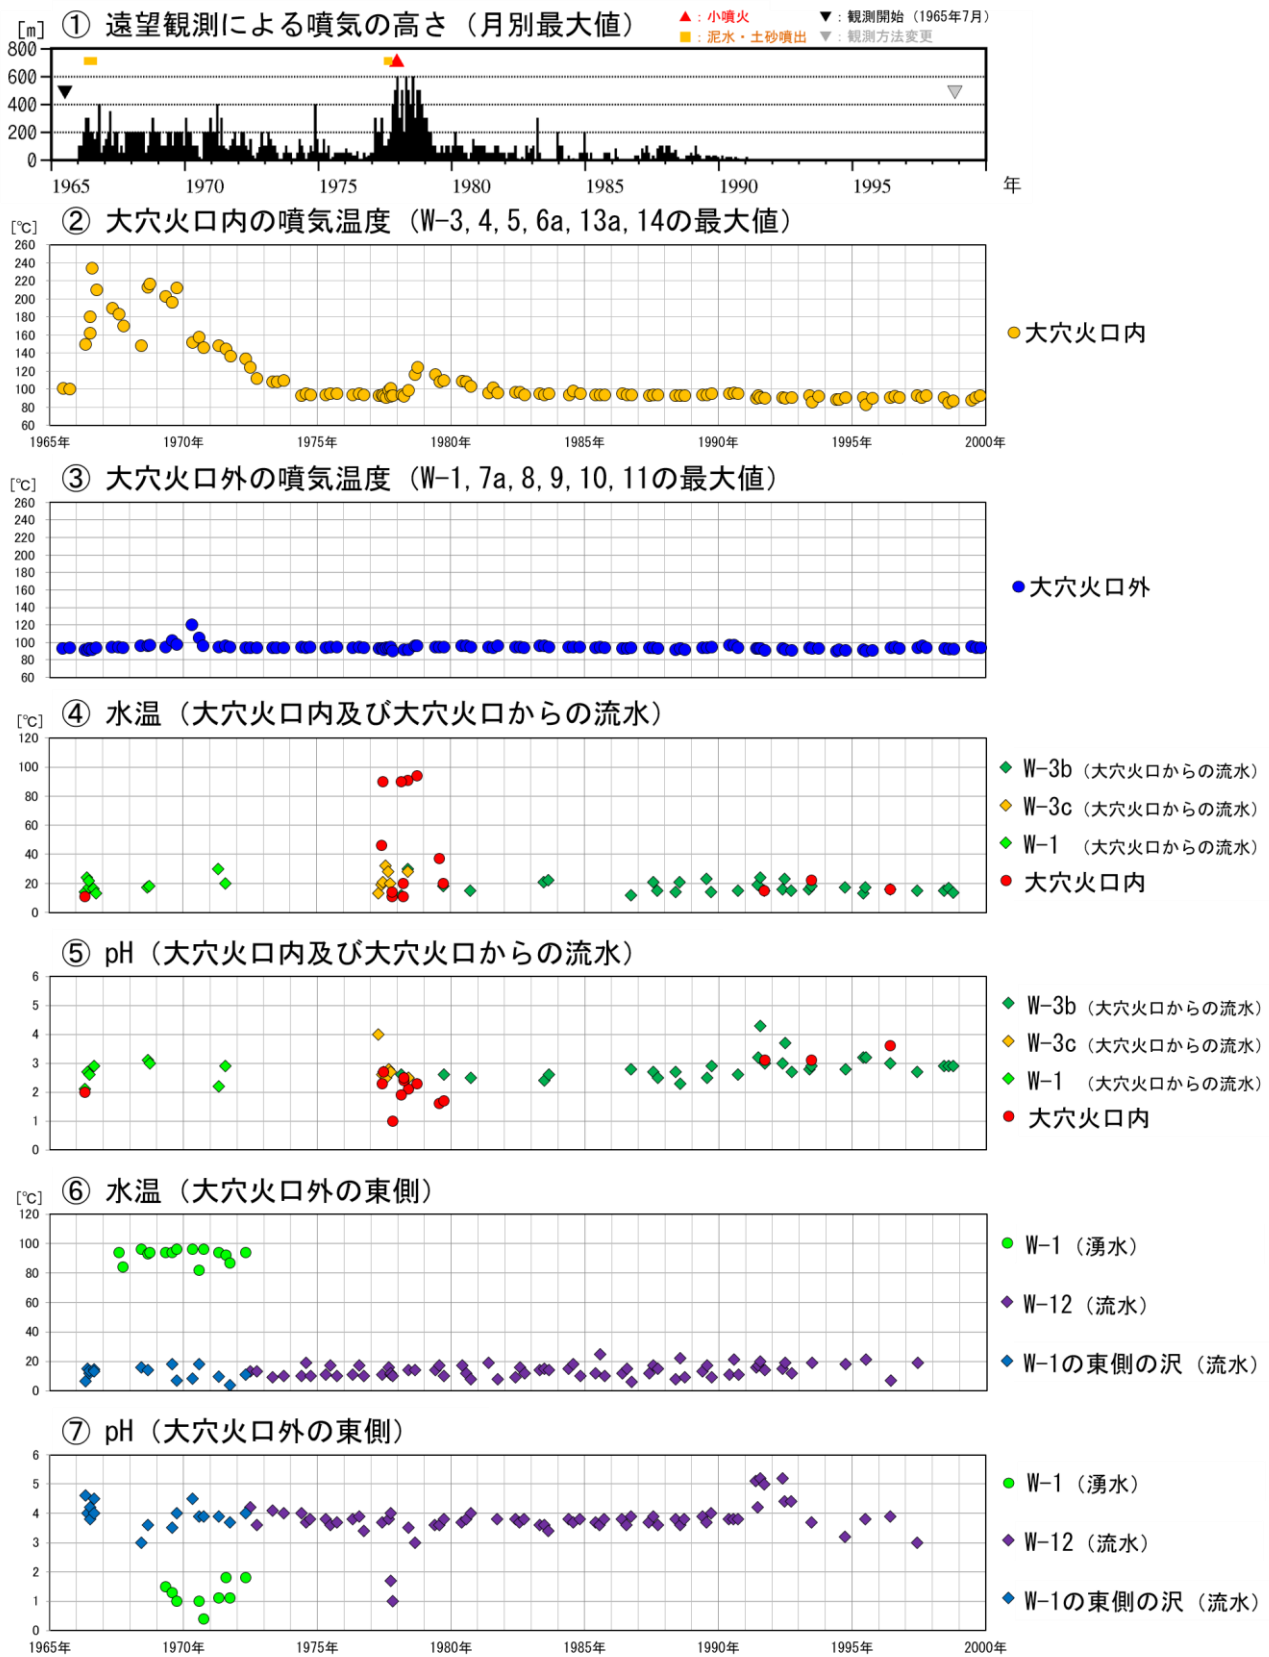 ① 遠望観測による噴気の高さ（月別最大値）
▲：小噴火 ▼：観測開始（1965年7月）
■：泥水・土砂噴出 ▼：観測方法変更
[m]
800
600
400
200
0
1965 1970 1975 1980 1985 1990 1995 年
② 大穴火口内の噴気温度（W-3, 4, 5, 6a, 13a, 14の最大値）
[℃]
260
240
220
200
180
160
140
120
100
80
60
1965年 1970年 1975年 1980年 1985年 1990年 1995年 2000年
大穴火口内
③ 大穴火口外の噴気温度（W-1, 7a, 8, 9, 10, 11の最大値）
[℃]
260
240
220
200
180
160
140
120
100
80
60
大穴火口外
④ 水温（大穴火口内及び大穴火口からの流水）
[℃]
120
100
80
60
40
20
0
W-3b（大穴火口からの流水）
W-3c（大穴火口からの流水）
W-1 （大穴火口からの流水）
大穴火口内
⑤ pH（大穴火口内及び大穴火口からの流水）
6
5
4
3
2
1
0
W-3b（大穴火口からの流水）
W-3c（大穴火口からの流水）
W-1 （大穴火口からの流水）
大穴火口内
⑥ 水温（大穴火口外の東側）
[℃]
120
100
80
60
40
20
0
W-1（湧水）
W-12（流水）
W-1の東側の沢（流水）
⑦ pH（大穴火口外の東側）
6
5
4
3
2
1
0
1965年 1970年 1975年 1980年 1985年 1990年 1995年 2000年
W-1（湧水）
W-12（流水）
W-1の東側の沢（流水）